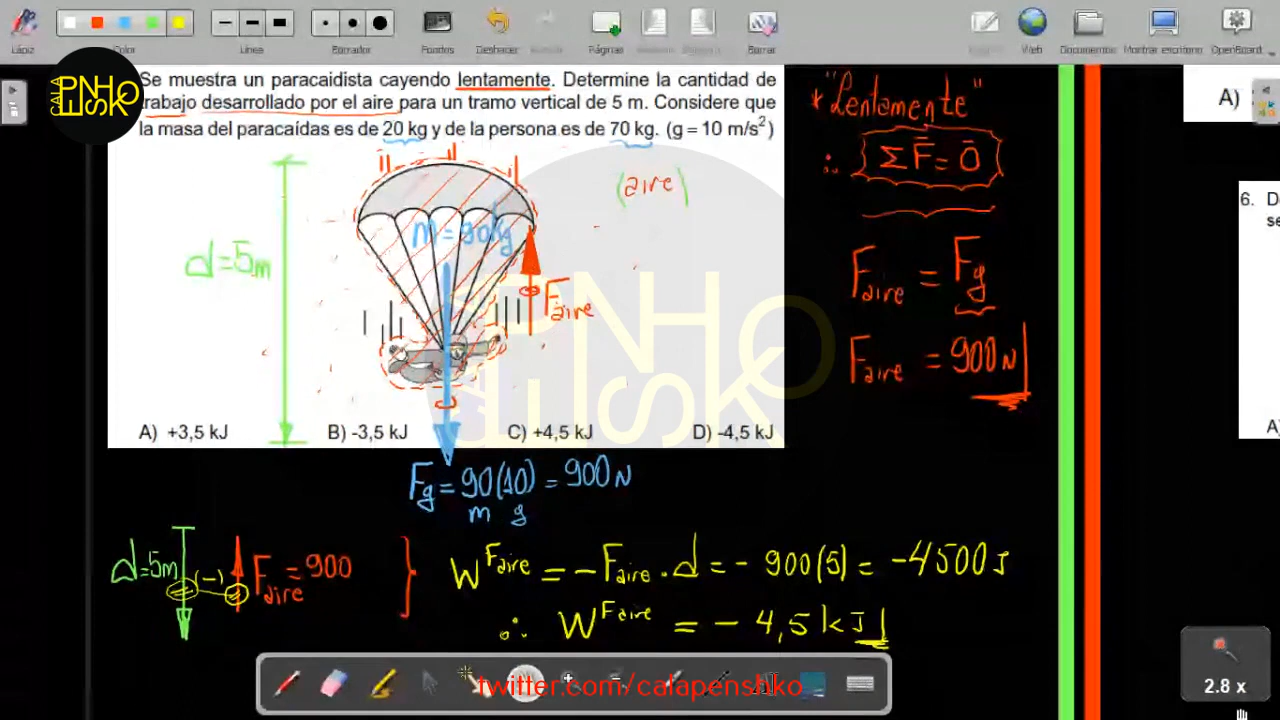 Lápiz
Color
Línea
Borrador
Fondos
Deshacer
Páginas
Borrar
Web
Documentos
Mostrar escritorio
OpenBoard
CALA
PENSHKO
Se muestra un paracaidista cayendo lentamente. Determine la cantidad de
trabajo desarrollado por el aire para un tramo vertical de 5 m. Considere que
la masa del paracaídas es de 20 kg y de la persona es de 70 kg. (g = 10 m/s²)
(aire)
m = 90kg
d = 5m
Faire
A) +3,5 kJ
B) -3,5 kJ
C) +4,5 kJ
D) -4,5 kJ
Fg = 90(10) = 900 N
m g
* "Lentamente"
∴ ΣF̄ = 0̄
Faire = Fg
Faire = 900 N
d=5m (-) Faire = 900
W^Faire = - Faire . d = - 900(5) = -4500 J
∴ W^Faire = - 4,5 kJ
A)
6. D
se
A)
PENSHKO
twitter.com/calapenshko
2.8 x